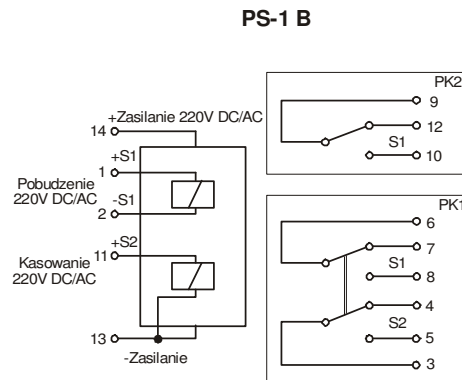 PS-1 B
+Zasilanie 220V DC/AC
14
+S1
1
Pobudzenie
220V DC/AC
-S1
2
+S2
11
Kasowanie
220V DC/AC
13
-Zasilanie
PK2
9
12
S1
10
PK1
6
7
S1
8
4
S2
5
3